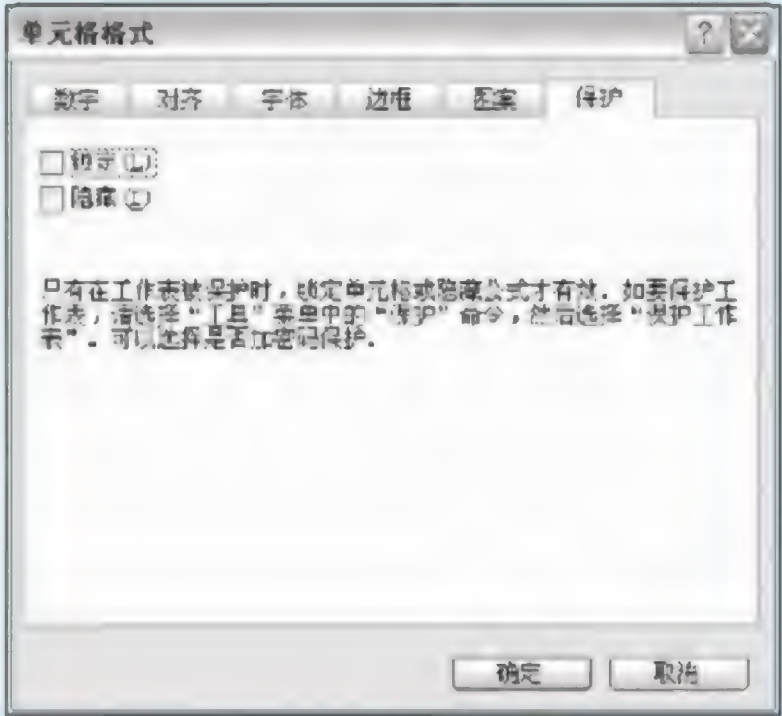 单元格格式
数字 对齐 字体 边框 图案 保护
锁定(L)
隐藏(I)
只有在工作表被保护时，锁定单元格或隐藏公式才有效。如要保护工
作表，请选择“工具”菜单中的“保护”命令，然后选择“保护工作
表”。可以选择是否加密码保护。
确定 取消